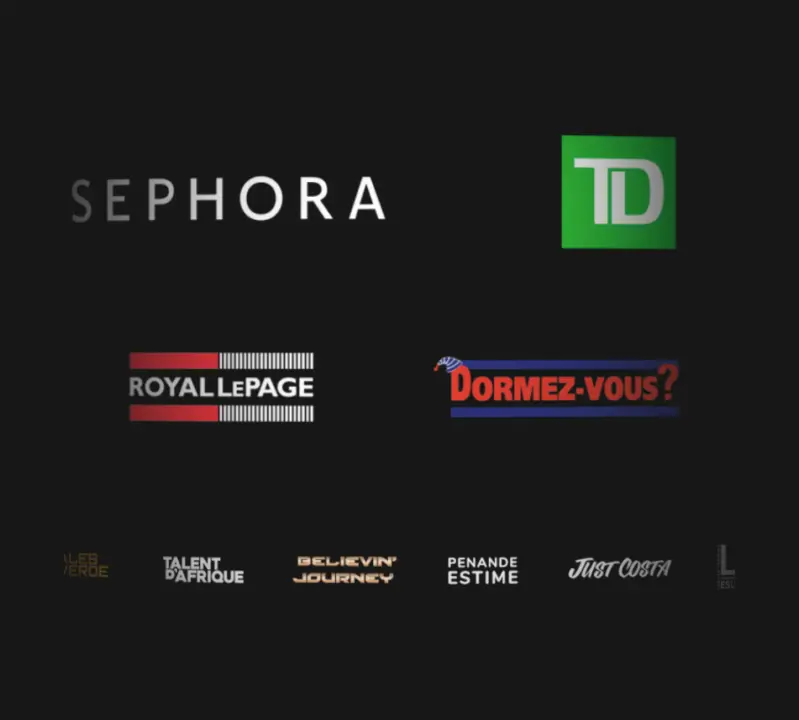 SEPHORA
TD
ROYAL LEPAGE
DORMEZ-VOUS?
TALENT
D'AFRIQUE
BELIEVIN'
JOURNEY
PENANDE
ESTIME
JUST COSTA